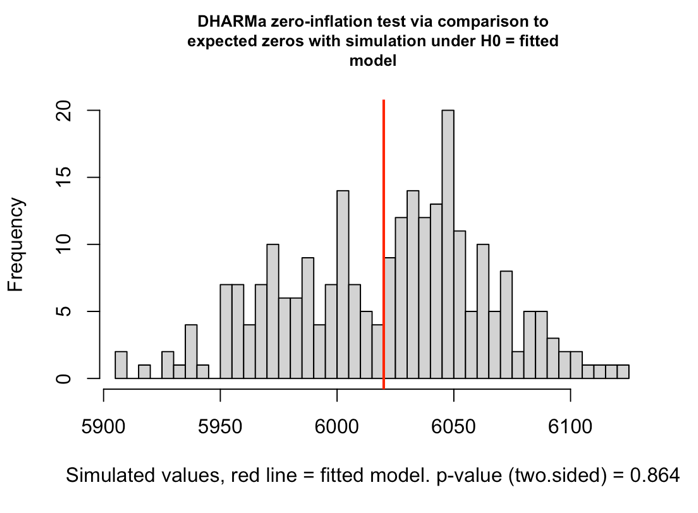 DHARMa zero-inflation test via comparison to
expected zeros with simulation under H0 = fitted
model
Frequency
20
15
10
5
0
5900 5950 6000 6050 6100
Simulated values, red line = fitted model. p-value (two.sided) = 0.864